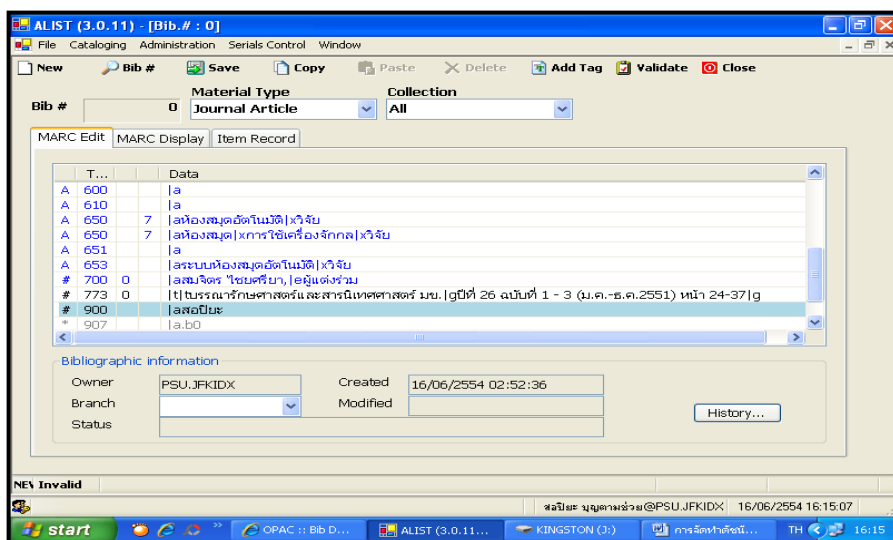 ALIST (3.0.11) - [Bib.# : 0]
File Cataloging Administration Serials Control Window
New Bib # Save Copy Paste Delete Add Tag Validate Close
Material Type Collection
Bib # 0 Journal Article All
MARC Edit MARC Display Item Record
T... Data
A 600 |a
A 610 |a
A 650 7 |aห้องสมุดอัตโนมัติ|xวิจัย
A 650 7 |aห้องสมุด|xการใช้เครื่องจักรกล|xวิจัย
A 651 |a
A 653 |aระบบห้องสมุดอัตโนมัติ|xวิจัย
# 700 0 |aสมจิตร ไชยศรียา,|eผู้แต่งร่วม
# 773 0 |t|tบรรณารักษศาสตร์และสารนิเทศศาสตร์ มข.|gปีที่ 26 ฉบับที่ 1 - 3 (ม.ค.-ธ.ค.2551) หน้า 24-37|g
# 900 |aสอปิยะ
* 907 |a.b0
Bibliographic information
Owner PSU.JFKIDX Created 16/06/2554 02:52:36
Branch Modified
Status
History...
NEW Invalid
สอปิยะ บุญตามช่วย@PSU.JFKIDX 16/06/2554 16:15:07
start OPAC :: Bib D... ALIST (3.0.11... KINGSTON (J:) การจัดทำดัชนี... TH 16:15